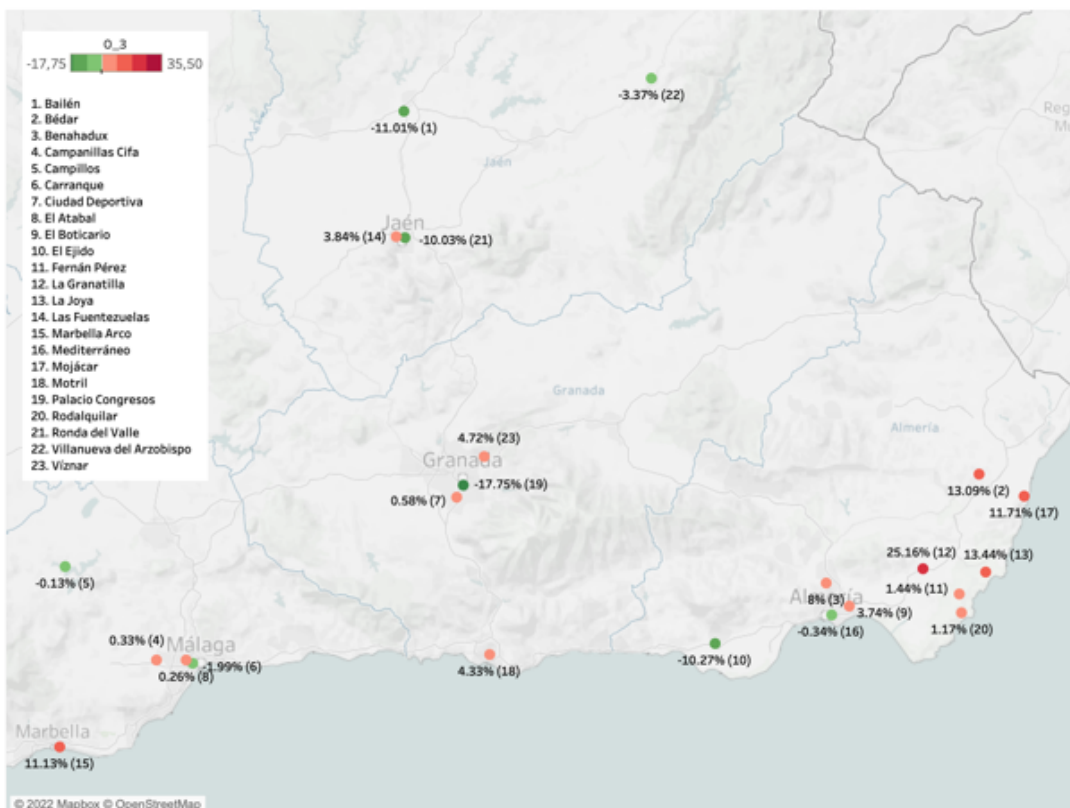 O_3
-17,75 35,50
1. Bailén
2. Bédar
3. Benahadux
4. Campanillas Cifa
5. Campillos
6. Carranque
7. Ciudad Deportiva
8. El Atabal
9. El Boticario
10. El Ejido
11. Fernán Pérez
12. La Granatilla
13. La Joya
14. Las Fuentezuelas
15. Marbella Arco
16. Mediterráneo
17. Mojácar
18. Motril
19. Palacio Congresos
20. Rodalquilar
21. Ronda del Valle
22. Villanueva del Arzobispo
23. Víznar
-3.37% (22)
-11.01% (1)
Jaén
Jaén
3.84% (14) -10.03% (21)
Granada
Almería
4.72% (23)
Granada
-17.75% (19)
0.58% (7)
13.09% (2)
11.71% (17)
25.16% (12) 13.44% (13)
-0.13% (5)
1.44% (11)
8% (3)
3.74% (9)
-0.34% (16)
1.17% (20)
0.33% (4)
Málaga
-1.99% (6)
0.26% (8)
4.33% (18)
-10.27% (10)
Marbella
11.13% (15)
© 2022 Mapbox © OpenStreetMap